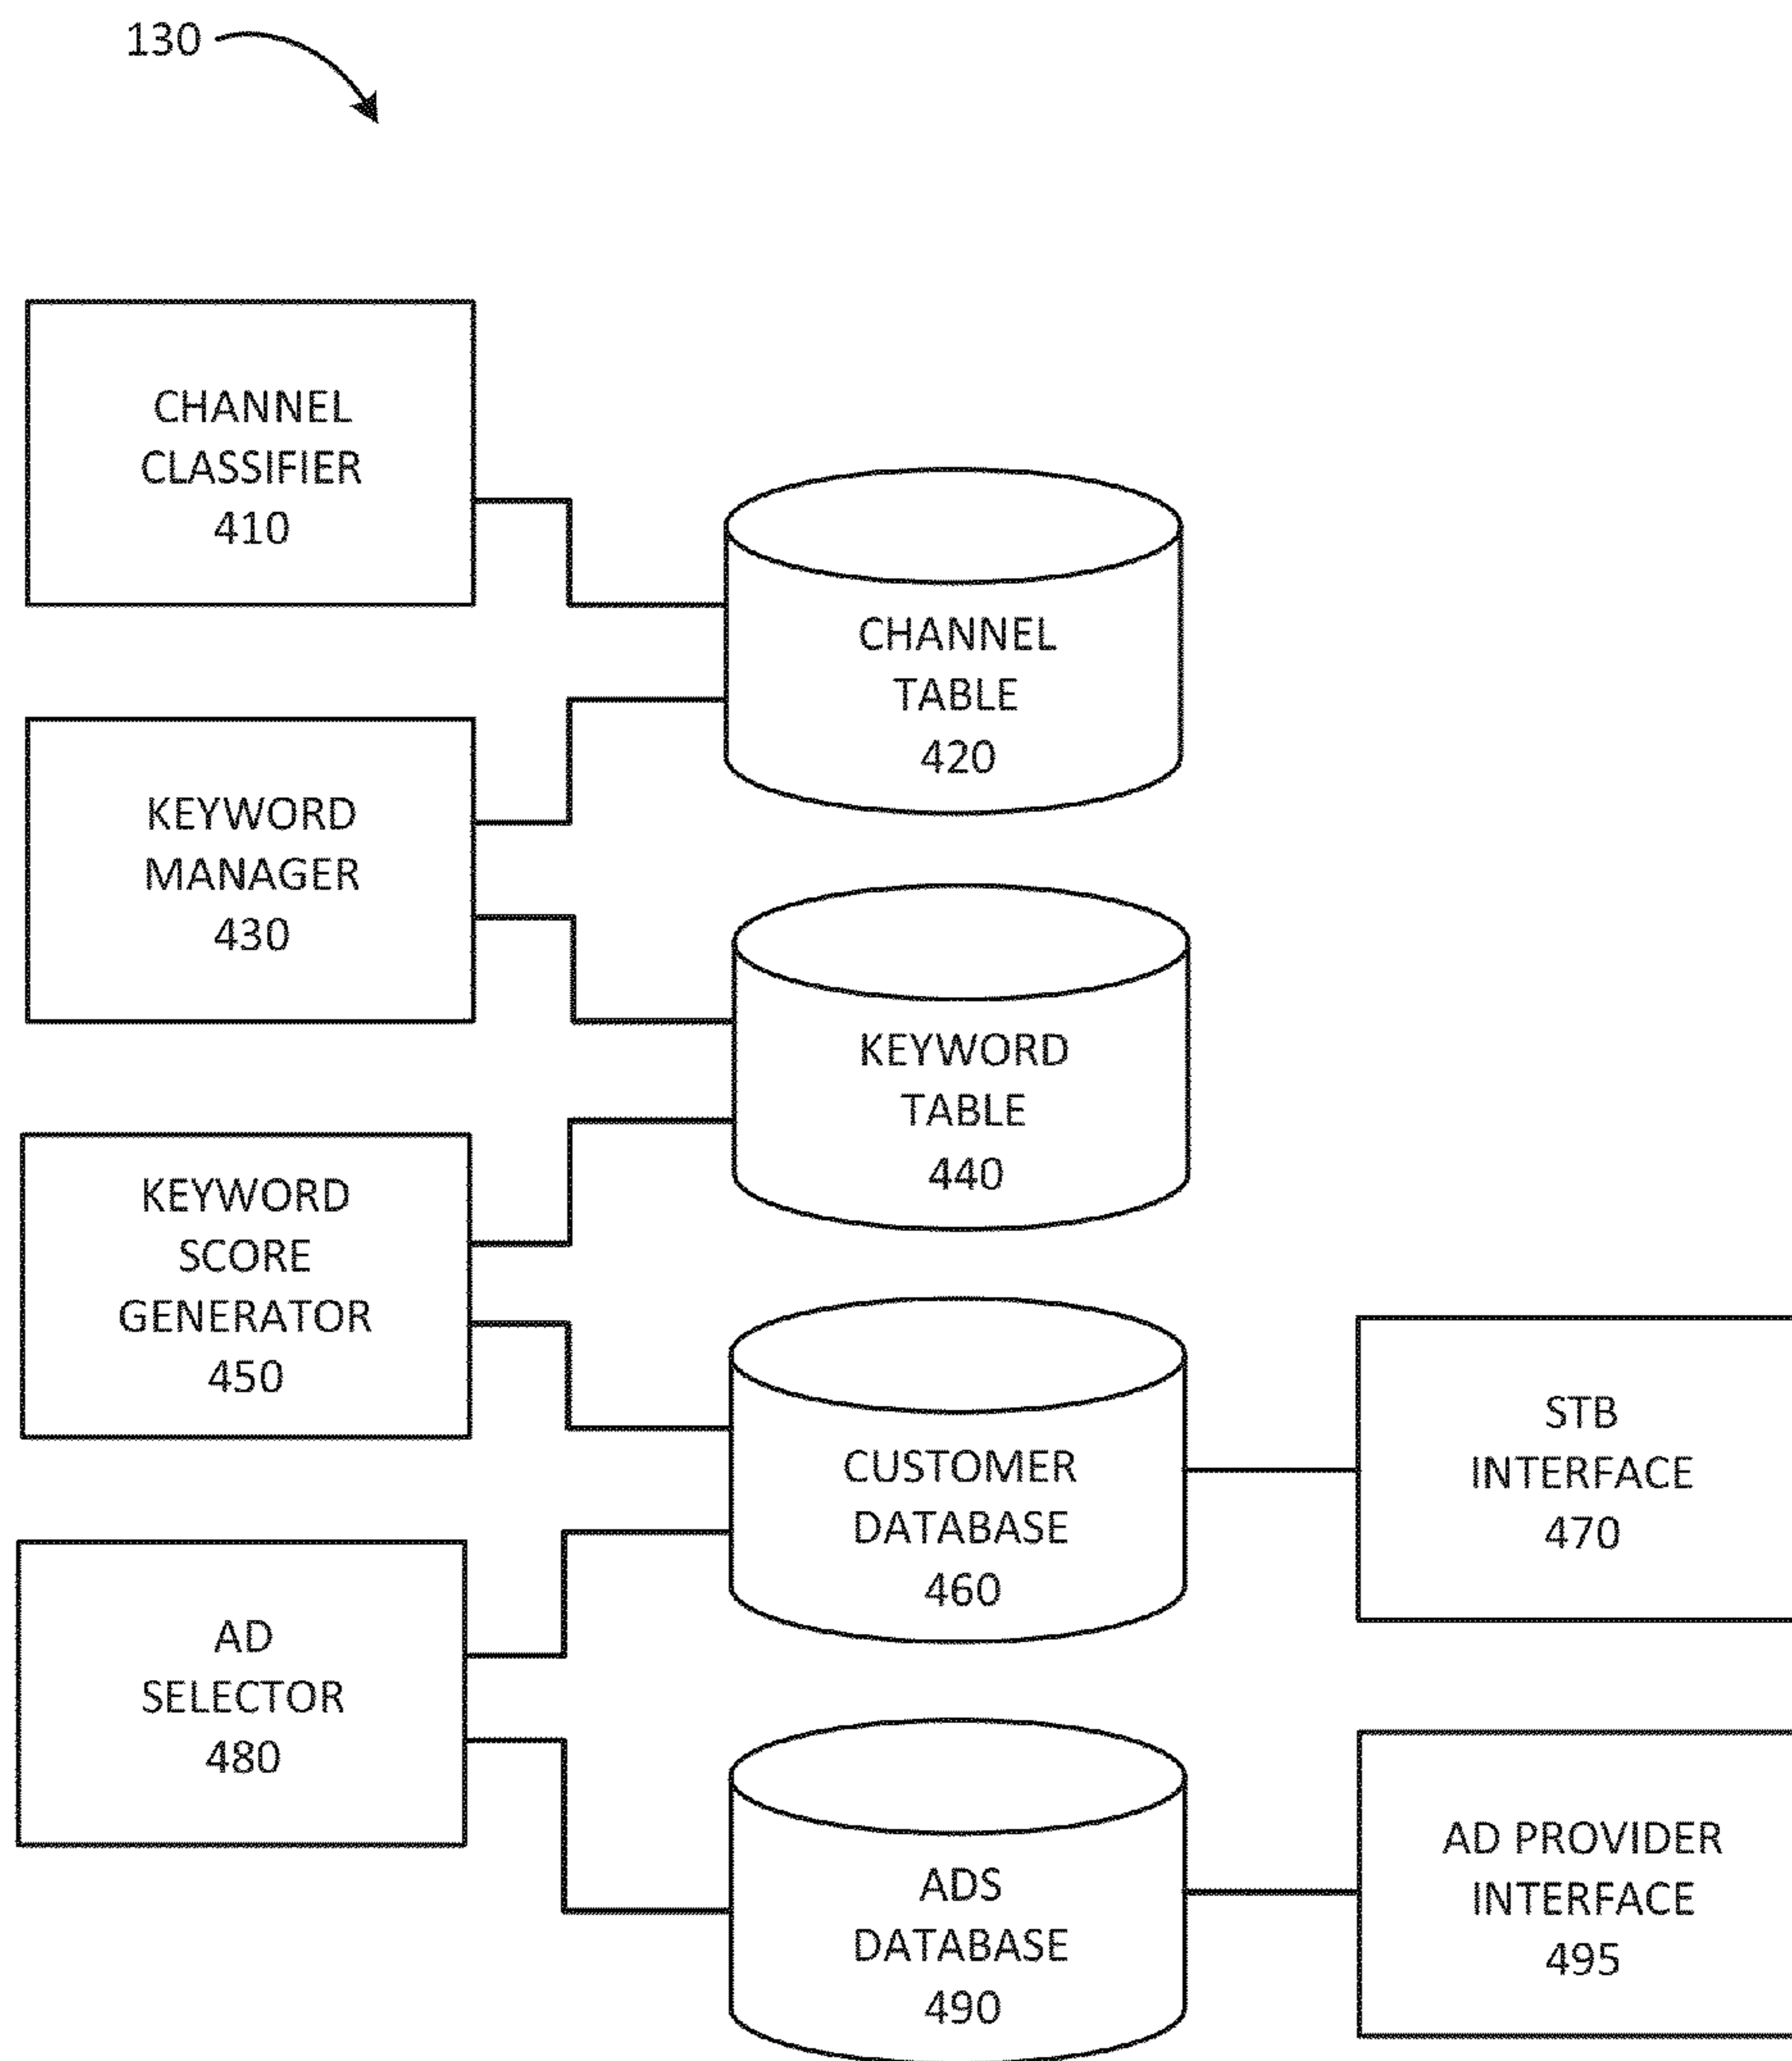 130
CHANNEL
CLASSIFIER
410
CHANNEL
TABLE
420
KEYWORD
MANAGER
430
KEYWORD
TABLE
440
KEYWORD
SCORE
GENERATOR
450
CUSTOMER
DATABASE
460
STB
INTERFACE
470
AD
SELECTOR
480
ADS
DATABASE
490
AD PROVIDER
INTERFACE
495